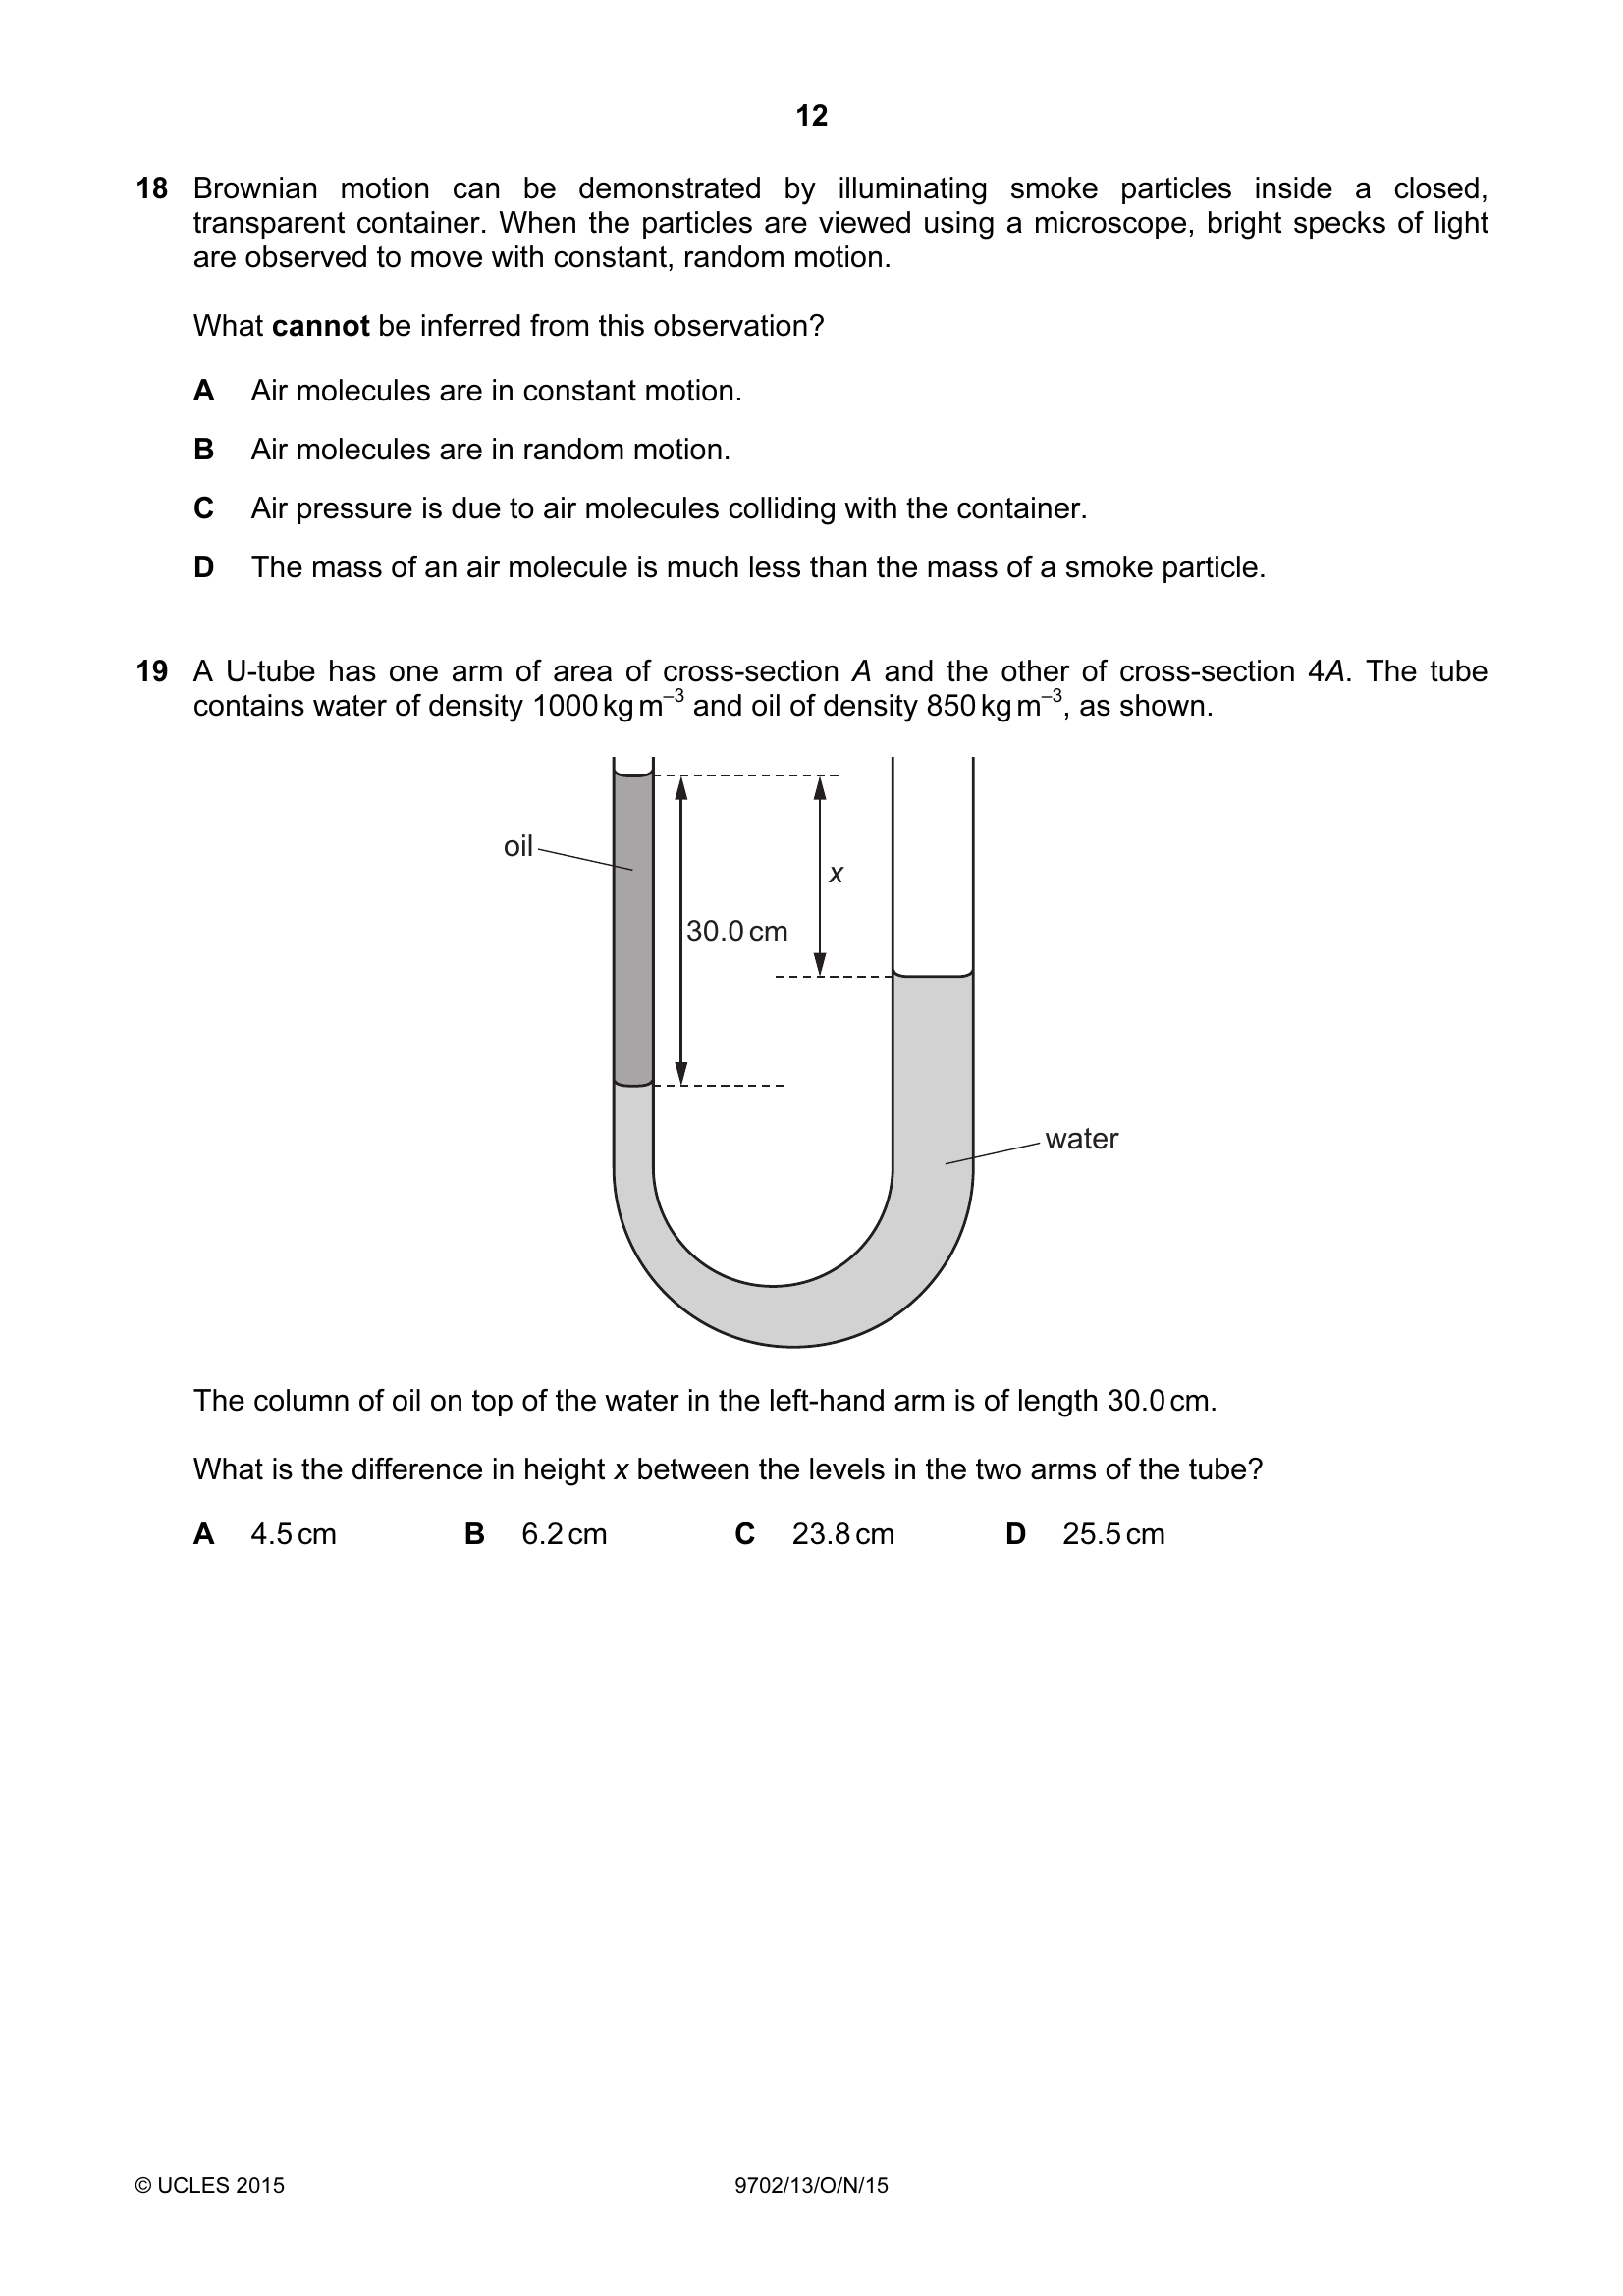 12
18 Brownian motion can be demonstrated by illuminating smoke particles inside a closed,
transparent container. When the particles are viewed using a microscope, bright specks of light
are observed to move with constant, random motion.
What cannot be inferred from this observation?
A Air molecules are in constant motion.
B Air molecules are in random motion.
C Air pressure is due to air molecules colliding with the container.
D The mass of an air molecule is much less than the mass of a smoke particle.
19 A U-tube has one arm of area of cross-section A and the other of cross-section 4A. The tube
contains water of density 1000 kg m⁻³ and oil of density 850 kg m⁻³, as shown.
oil
x
30.0 cm
water
The column of oil on top of the water in the left-hand arm is of length 30.0 cm.
What is the difference in height x between the levels in the two arms of the tube?
A 4.5 cm B 6.2 cm C 23.8 cm D 25.5 cm
© UCLES 2015 9702/13/O/N/15